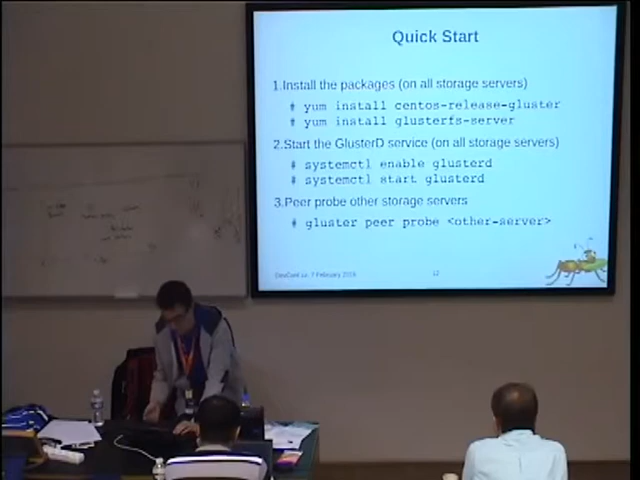 Quick Start
1.Install the packages (on all storage servers)
# yum install centos-release-gluster
# yum install glusterfs-server
2.Start the GlusterD service (on all storage servers)
# systemctl enable glusterd
# systemctl start glusterd
3.Peer probe other storage servers
# gluster peer probe <other-server>
12